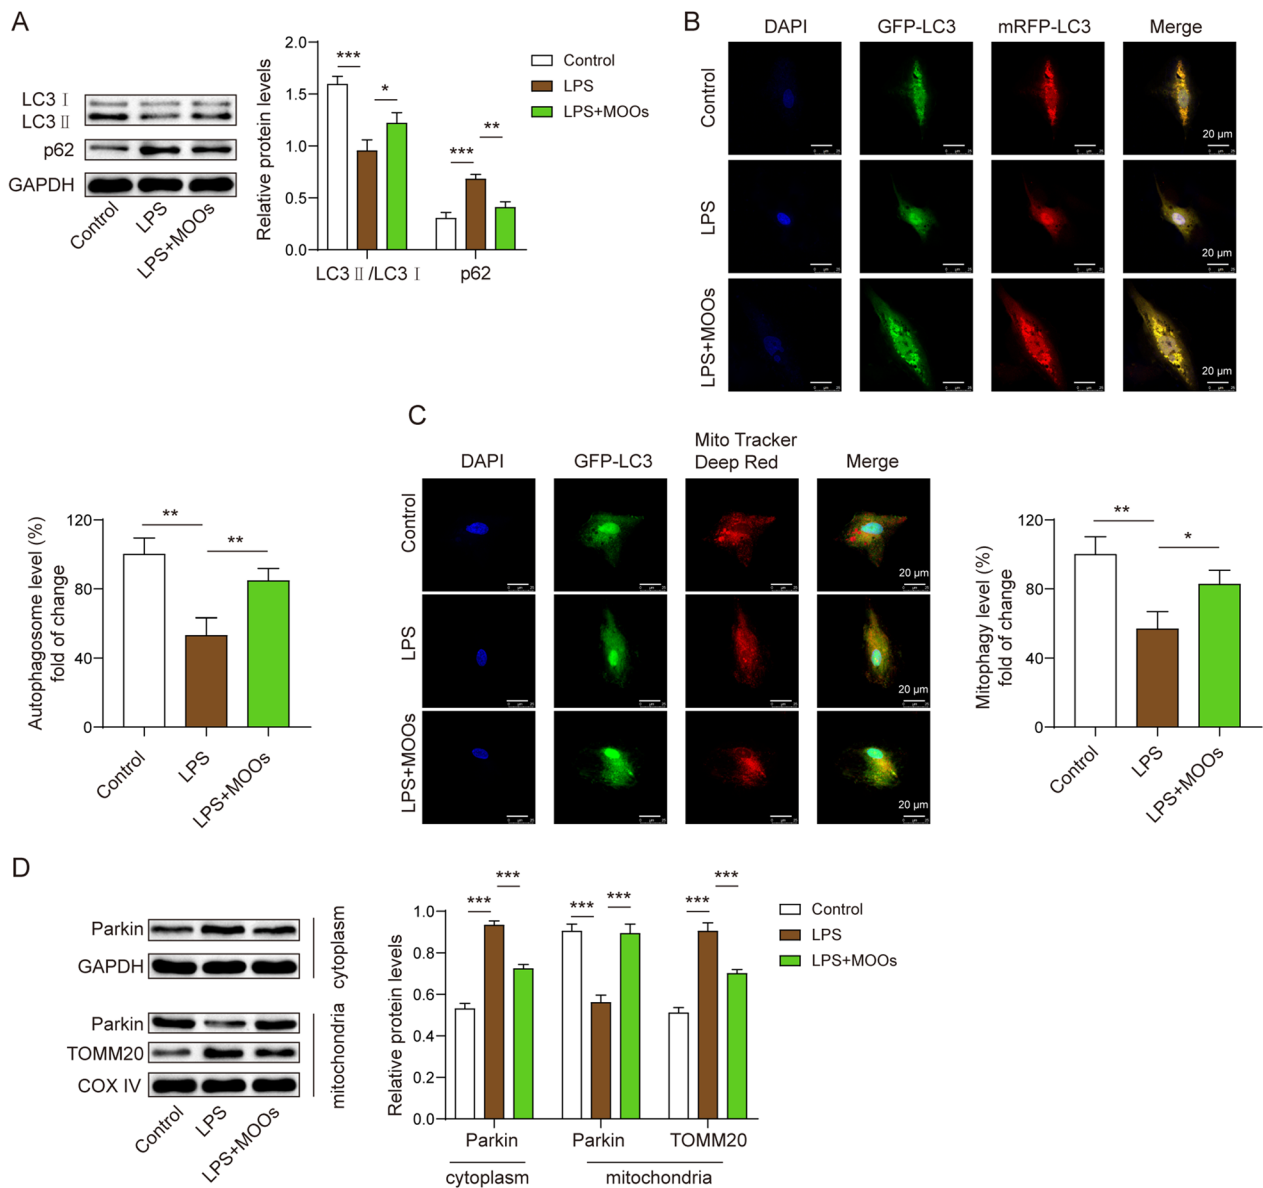 A
LC3 Ⅰ
LC3 Ⅱ
p62
GAPDH
Control
LPS
LPS+MOOs
Relative protein levels
2.0
1.5
1.0
0.5
0.0
***
*
***
**
LC3 Ⅱ/LC3 Ⅰ
p62
Control
LPS
LPS+MOOs
B
DAPI
GFP-LC3
mRFP-LC3
Merge
Control
20 µm
LPS
20 µm
LPS+MOOs
20 µm
Autophagosome level (%)
fold of change
120
80
40
0
**
**
Control
LPS
LPS+MOOs
C
DAPI
GFP-LC3
Mito Tracker
Deep Red
Merge
Control
20 µm
LPS
20 µm
LPS+MOOs
20 µm
Mitophagy level (%)
fold of change
120
80
40
0
**
*
Control
LPS
LPS+MOOs
D
Parkin
GAPDH
cytoplasm
Parkin
TOMM20
COX IV
mitochondria
Control
LPS
LPS+MOOs
Relative protein levels
1.0
0.8
0.6
0.4
0.2
0.0
***
***
***
***
***
***
Parkin
Parkin
TOMM20
cytoplasm
mitochondria
Control
LPS
LPS+MOOs